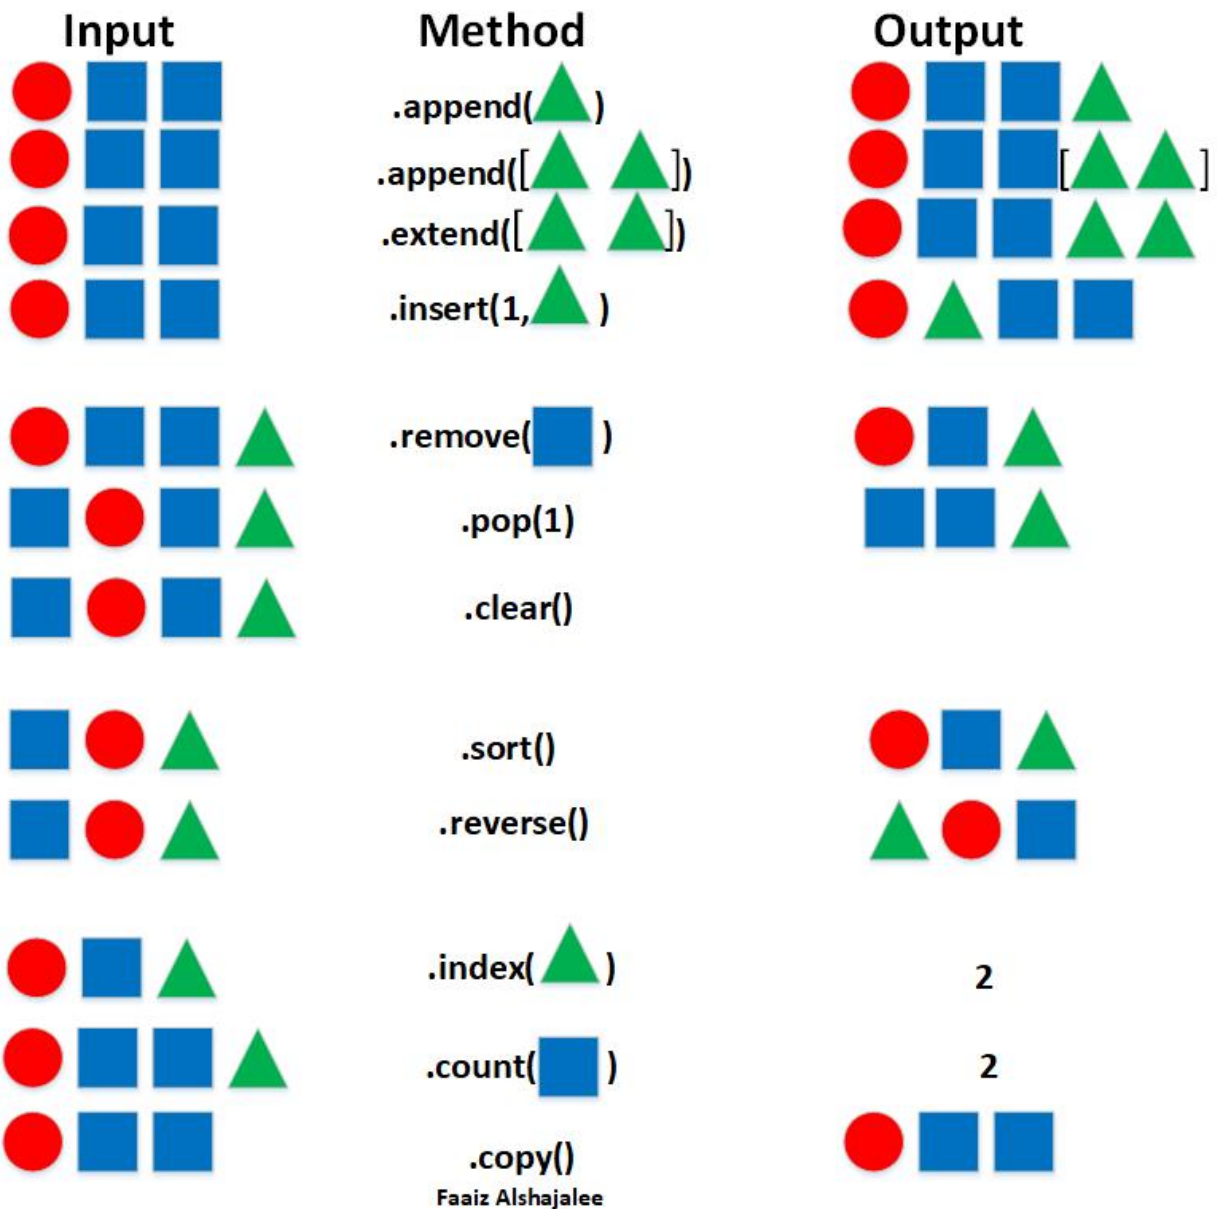 Input Method Output
.append( )
.append([ ]) [ ]
.extend([ ])
.insert(1, )
.remove( )
.pop(1)
.clear()
.sort()
.reverse()
.index( ) 2
.count( ) 2
.copy()
Faaiz Alshajalee